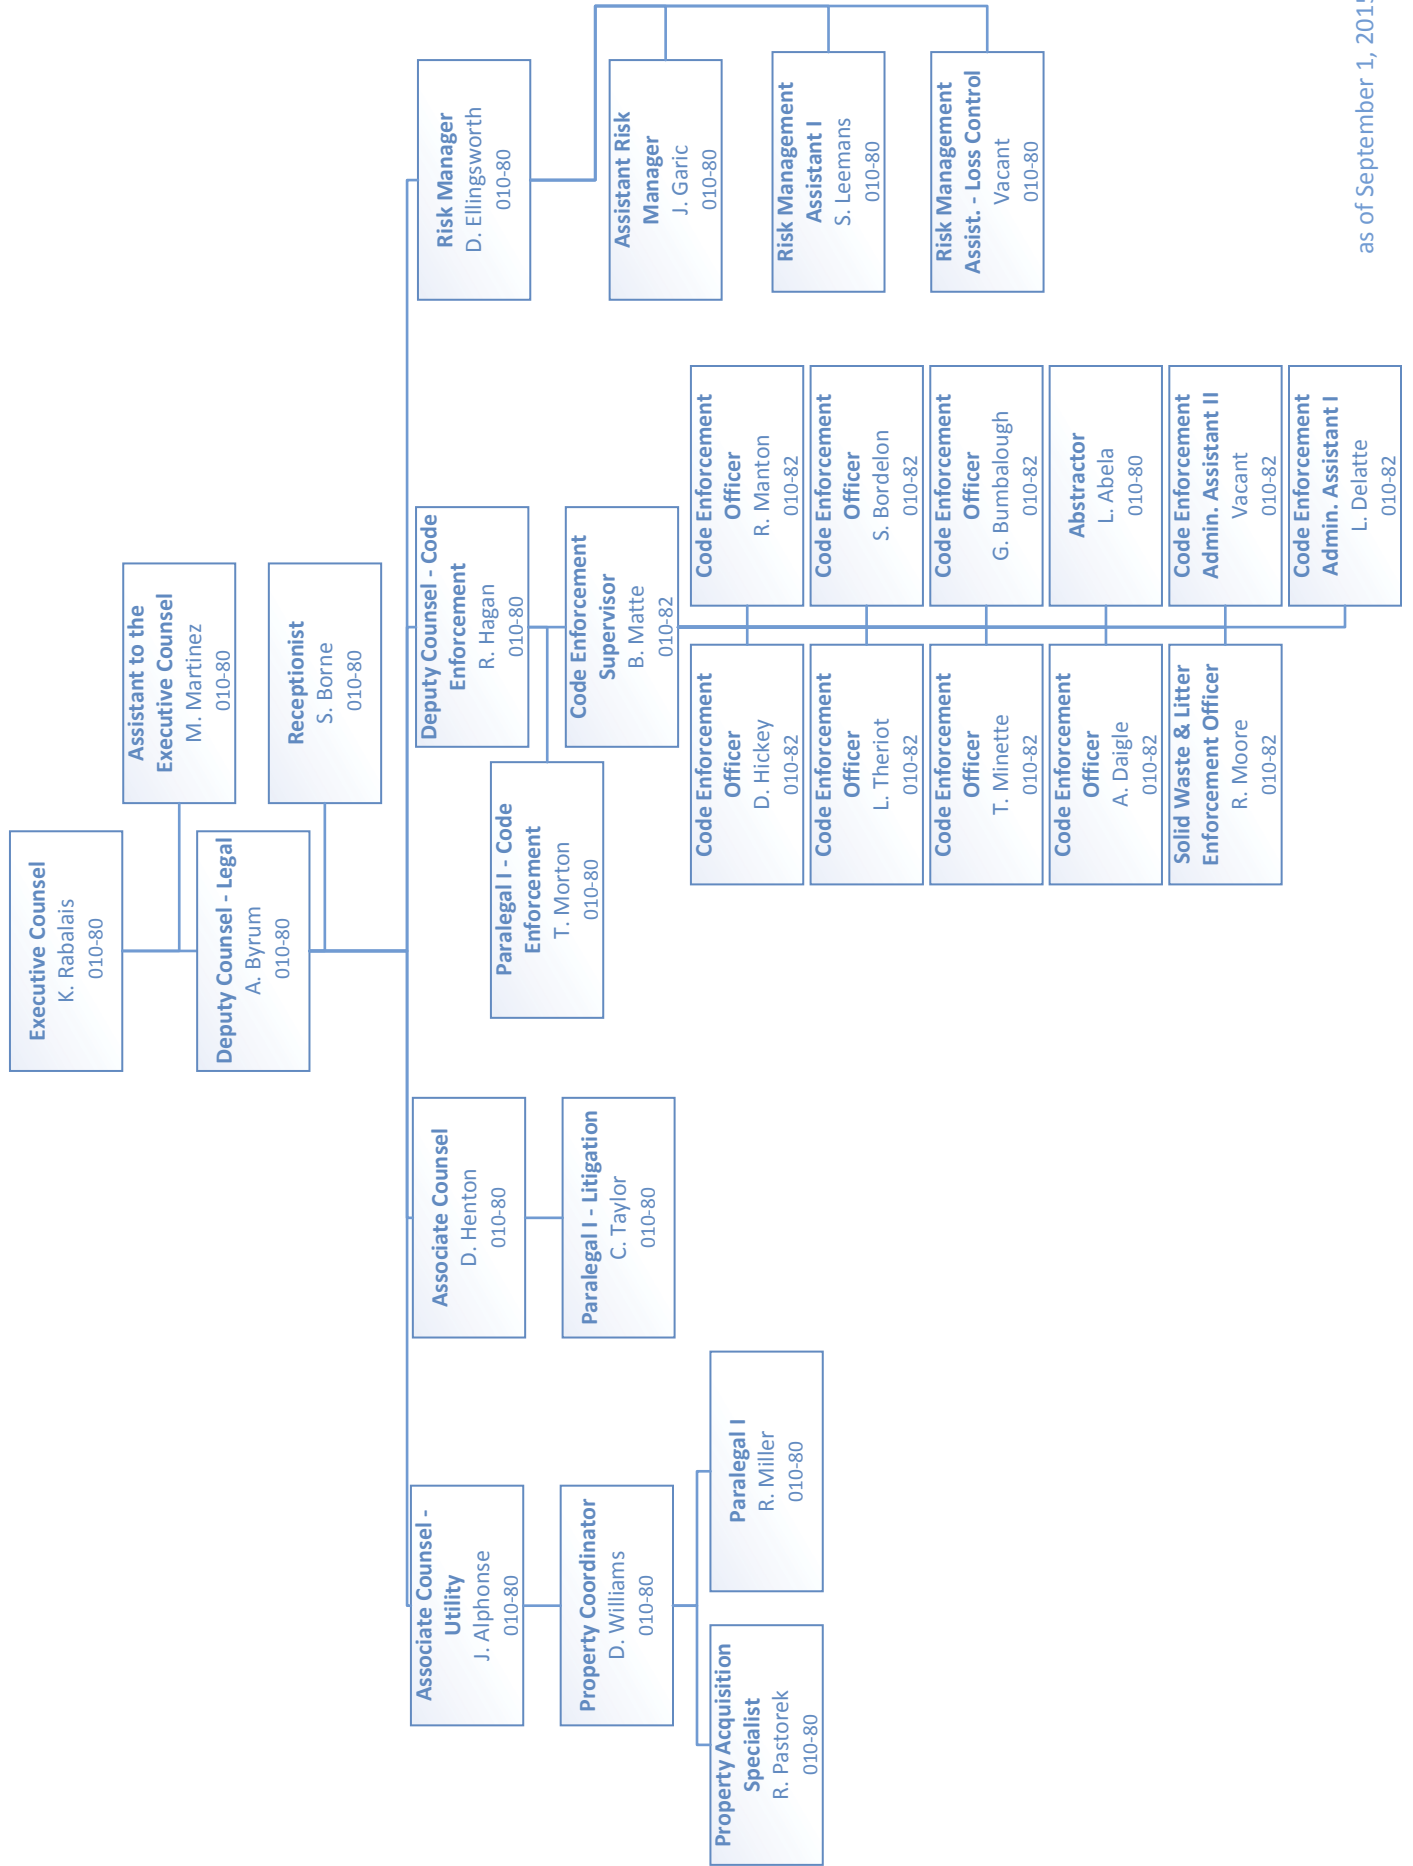 Executive Counsel
K. Rabalais
010-80
Assistant to the
Executive Counsel
M. Martinez
010-80
Deputy Counsel - Legal
A. Byrum
010-80
Receptionist
S. Borne
010-80
Associate Counsel -
Utility
J. Alphonse
010-80
Property Coordinator
D. Williams
010-80
Property Acquisition
Specialist
R. Pastorek
010-80
Paralegal I
R. Miller
010-80
Associate Counsel
D. Henton
010-80
Paralegal I - Litigation
C. Taylor
010-80
Deputy Counsel - Code
Enforcement
R. Hagan
010-80
Paralegal I - Code
Enforcement
T. Morton
010-80
Code Enforcement
Supervisor
B. Matte
010-82
Code Enforcement
Officer
D. Hickey
010-82
Code Enforcement
Officer
R. Manton
010-82
Code Enforcement
Officer
L. Theriot
010-82
Code Enforcement
Officer
S. Bordelon
010-82
Code Enforcement
Officer
T. Minette
010-82
Code Enforcement
Officer
G. Bumbalough
010-82
Code Enforcement
Officer
A. Daigle
010-82
Abstractor
L. Abela
010-80
Solid Waste & Litter
Enforcement Officer
R. Moore
010-82
Code Enforcement
Admin. Assistant II
Vacant
010-82
Code Enforcement
Admin. Assistant I
L. Delatte
010-82
Risk Manager
D. Ellingsworth
010-80
Assistant Risk
Manager
J. Garic
010-80
Risk Management
Assistant I
S. Leemans
010-80
Risk Management
Assist. - Loss Control
Vacant
010-80
as of September 1, 2015